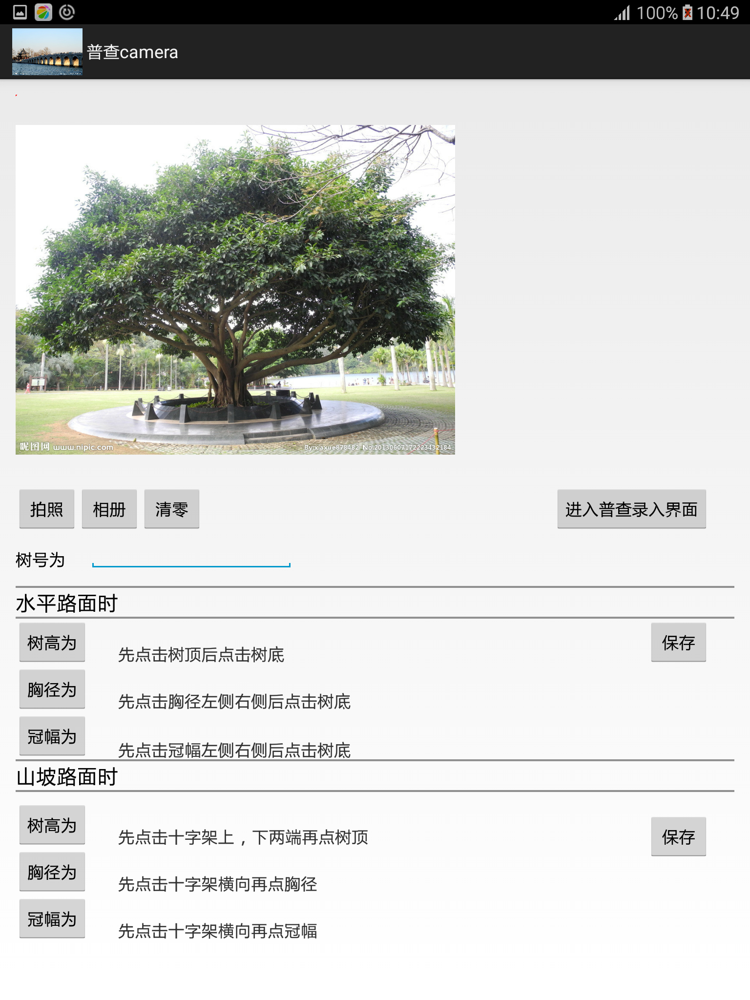 100% 10:49
普查camera
昵图网 www.nipic.com By:xiaxue878482 No.20130607172223432184
拍照 相册 清零 进入普查录入界面
树号为
水平路面时
树高为 先点击树顶后点击树底 保存
胸径为 先点击胸径左侧右侧后点击树底
冠幅为 先点击冠幅左侧右侧后点击树底
山坡路面时
树高为 先点击十字架上，下两端再点树顶 保存
胸径为 先点击十字架横向再点胸径
冠幅为 先点击十字架横向再点冠幅